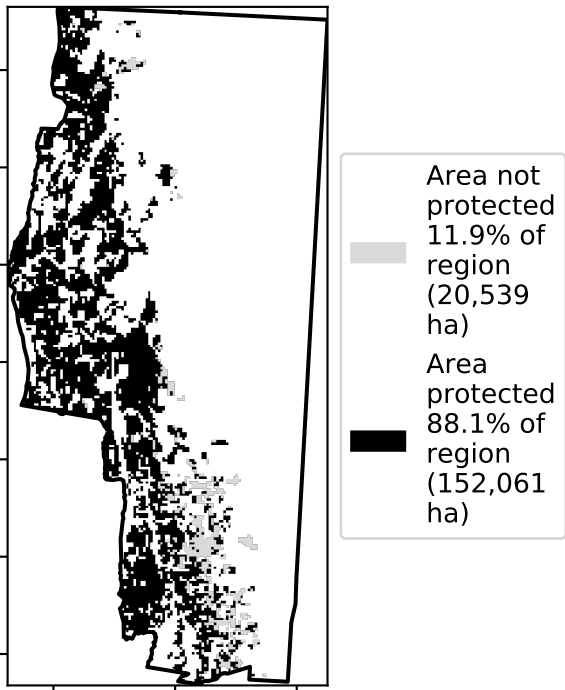 Area not
protected
11.9% of
region
(20,539
ha)
Area
protected
88.1% of
region
(152,061
ha)